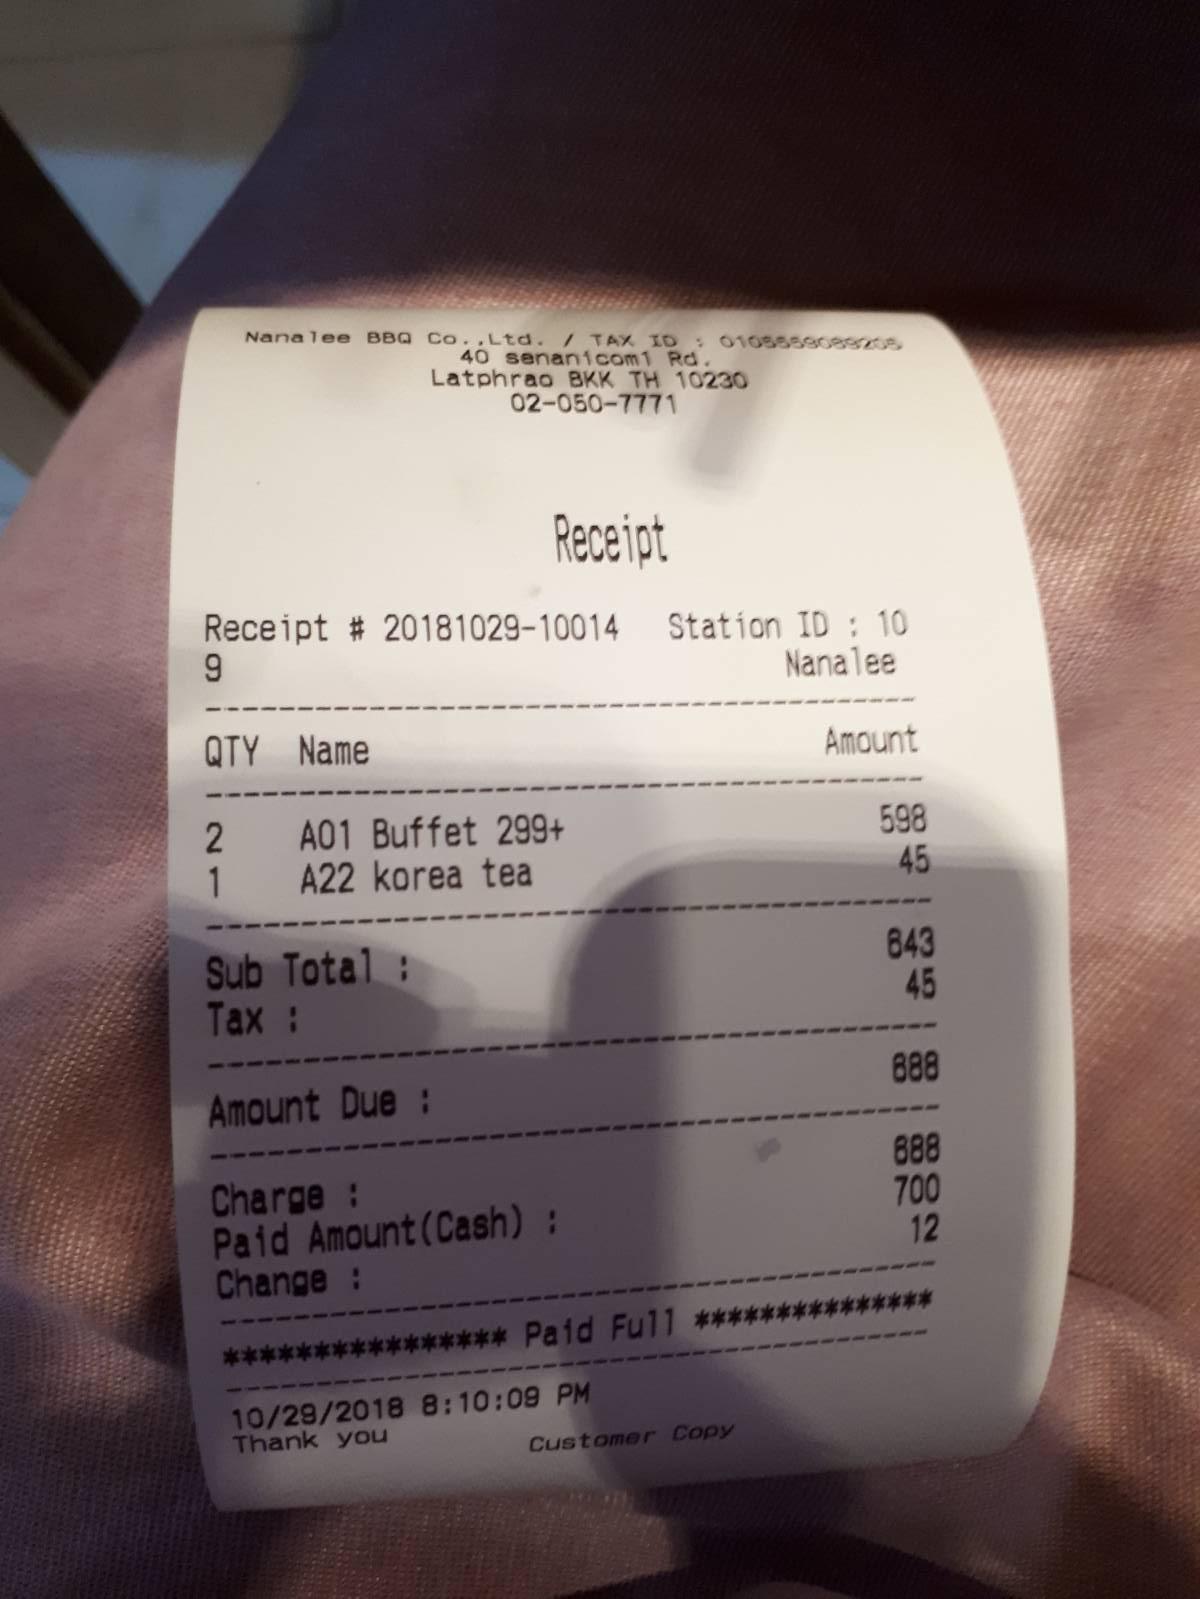 Nanalee BBQ Co.,Ltd. / TAX ID : 0105559089205
40 senanicom1 Rd.
Latphrao BKK TH 10230
02-050-7771
Receipt
Receipt # 20181029-10014 Station ID : 10
9 Nanalee
QTY Name Amount
2 A01 Buffet 299+ 598
1 A22 korea tea 45
Sub Total : 643
Tax : 45
Amount Due : 688
Charge : 688
Paid Amount(Cash) : 700
Change : 12
*************** Paid Full ***************
10/29/2018 8:10:09 PM
Thank you Customer Copy